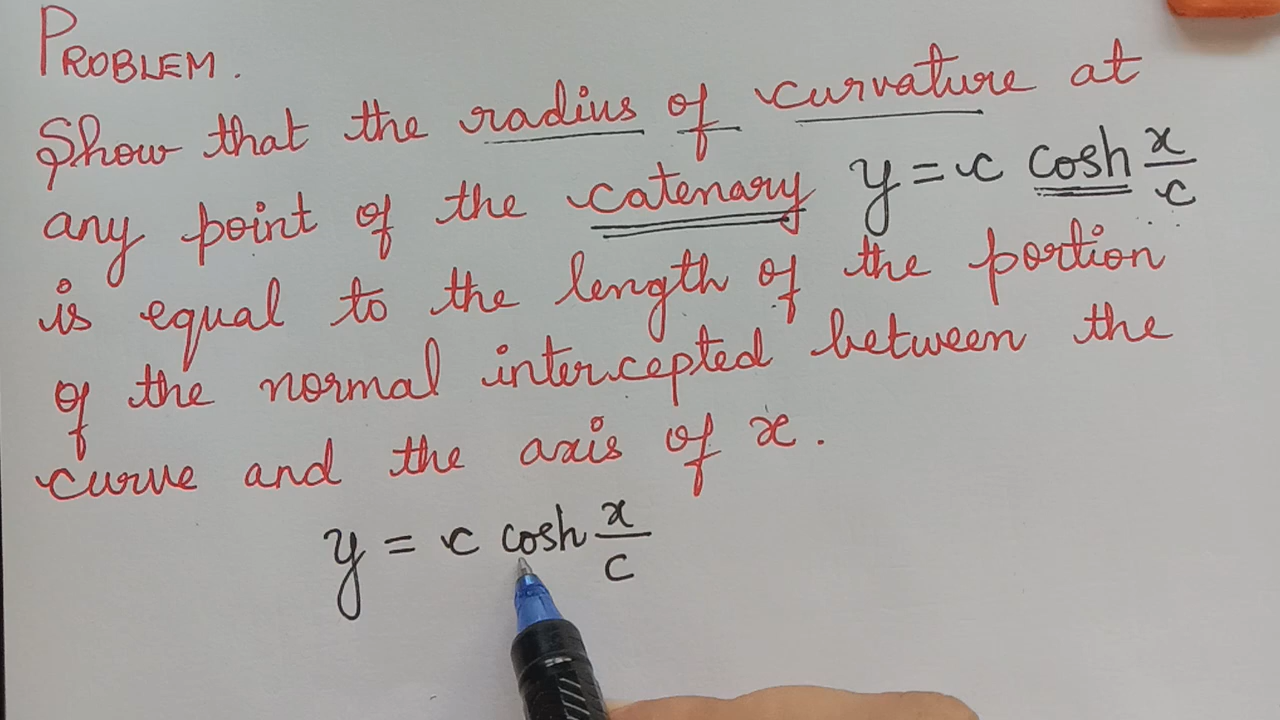 PROBLEM.
Show that the radius of curvature at
any point of the catenary y = c cosh x/c
is equal to the length of the portion
of the normal intercepted between the
curve and the axis of x.
y = c cosh x/c